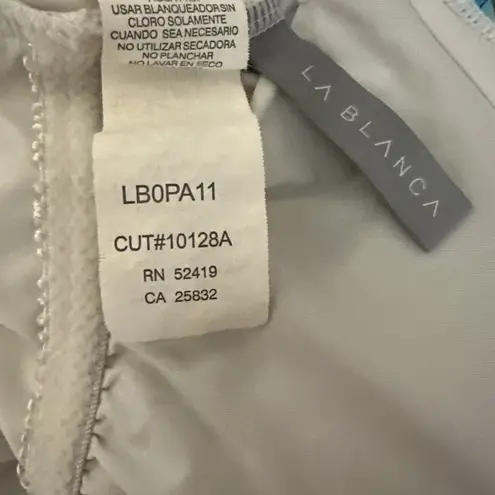 USAR BLANQUEADOR SIN
CLORO SOLAMENTE
CUANDO SEA NECESARIO
NO UTILIZAR SECADORA
NO PLANCHAR
NO LAVAR EN SECO
LA BLANCA
LB0PA11
CUT#10128A
RN 52419
CA 25832